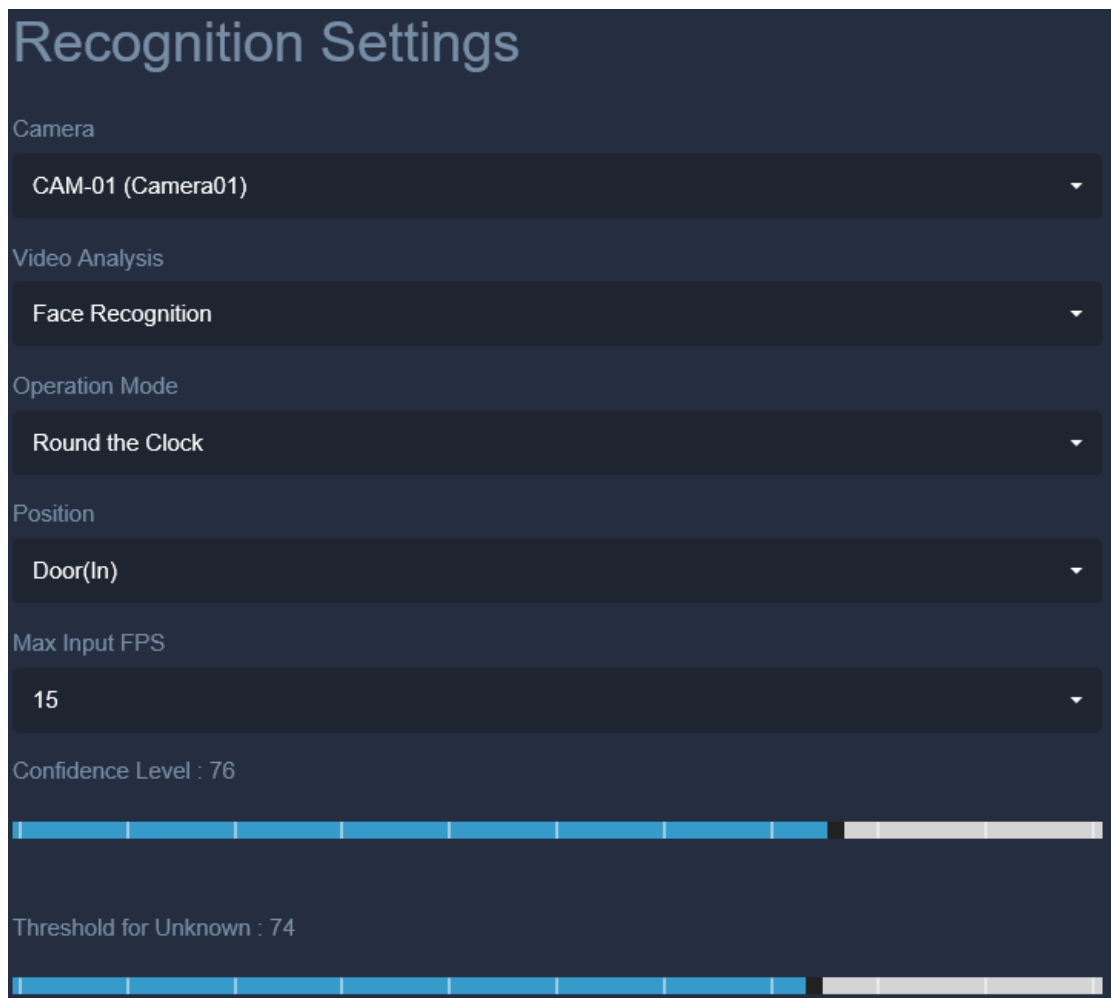 Recognition Settings
Camera
CAM-01 (Camera01)
Video Analysis
Face Recognition
Operation Mode
Round the Clock
Position
Door(In)
Max Input FPS
15
Confidence Level : 76
Threshold for Unknown : 74